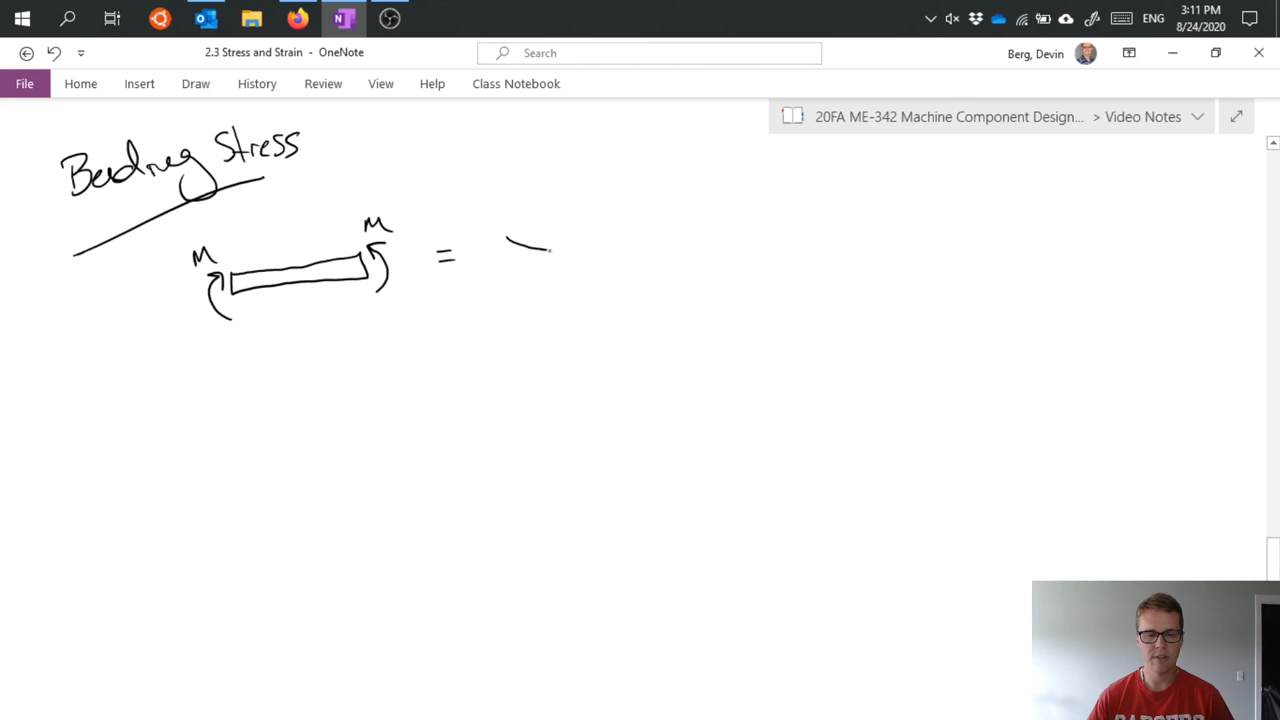 3:11 PM
ENG
8/24/2020
2.3 Stress and Strain - OneNote
Search
Berg, Devin
File Home Insert Draw History Review View Help Class Notebook
20FA ME-342 Machine Component Design... > Video Notes
Bending Stress
M
M
=